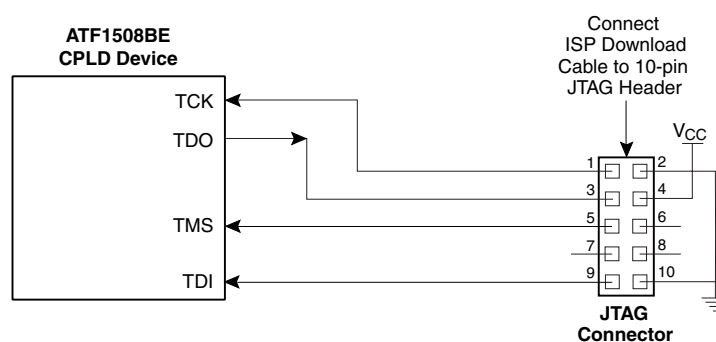 ATF1508BE
CPLD Device
Connect
ISP Download
Cable to 10-pin
JTAG Header
TCK
TDO
TMS
TDI
VCC
1
2
3
4
5
6
7
8
9
10
JTAG
Connector